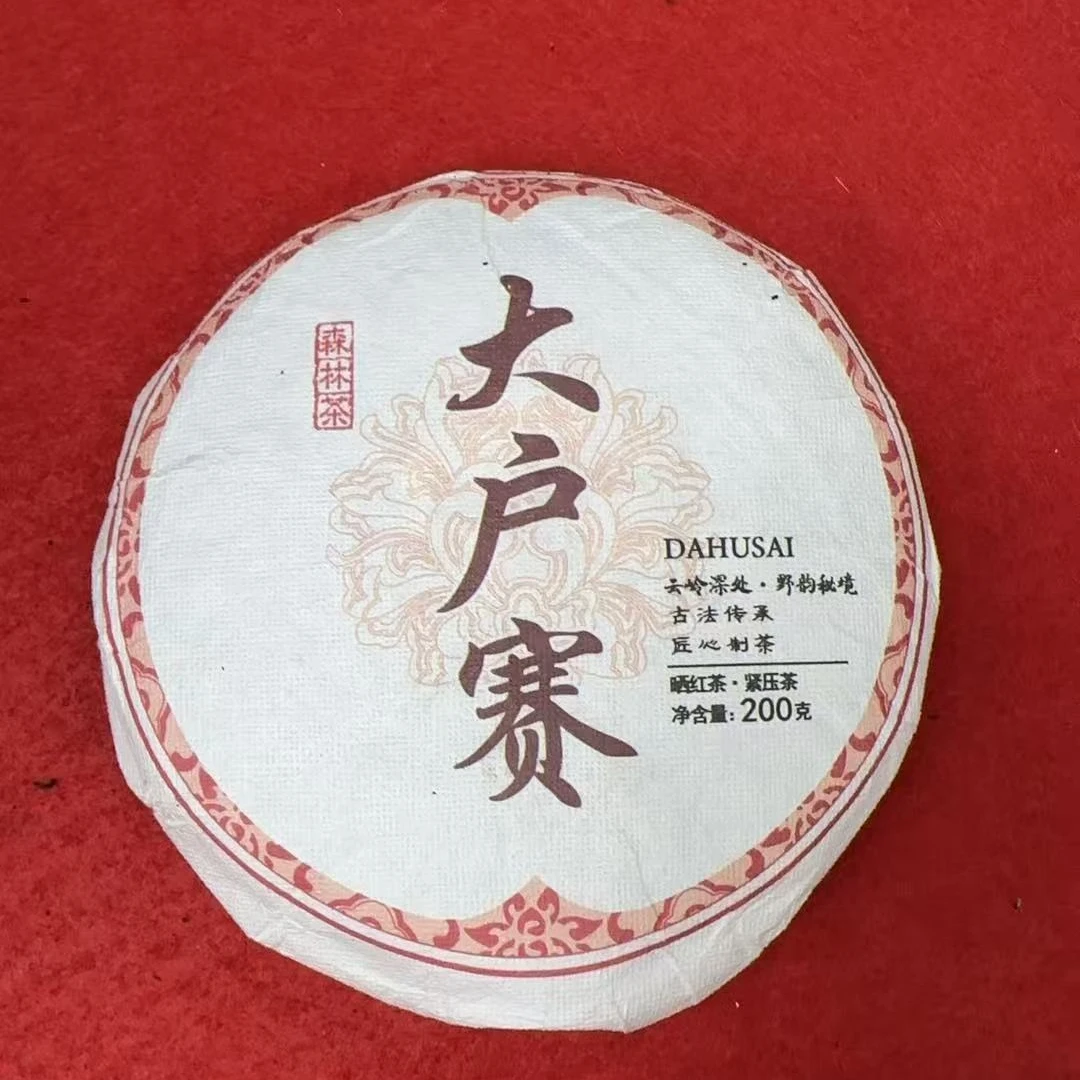 大户赛
森林茶
DAHUSAI
云岭深处·野韵秘境
古法传承
匠心制茶
晒红茶·紧压茶
净含量:200克